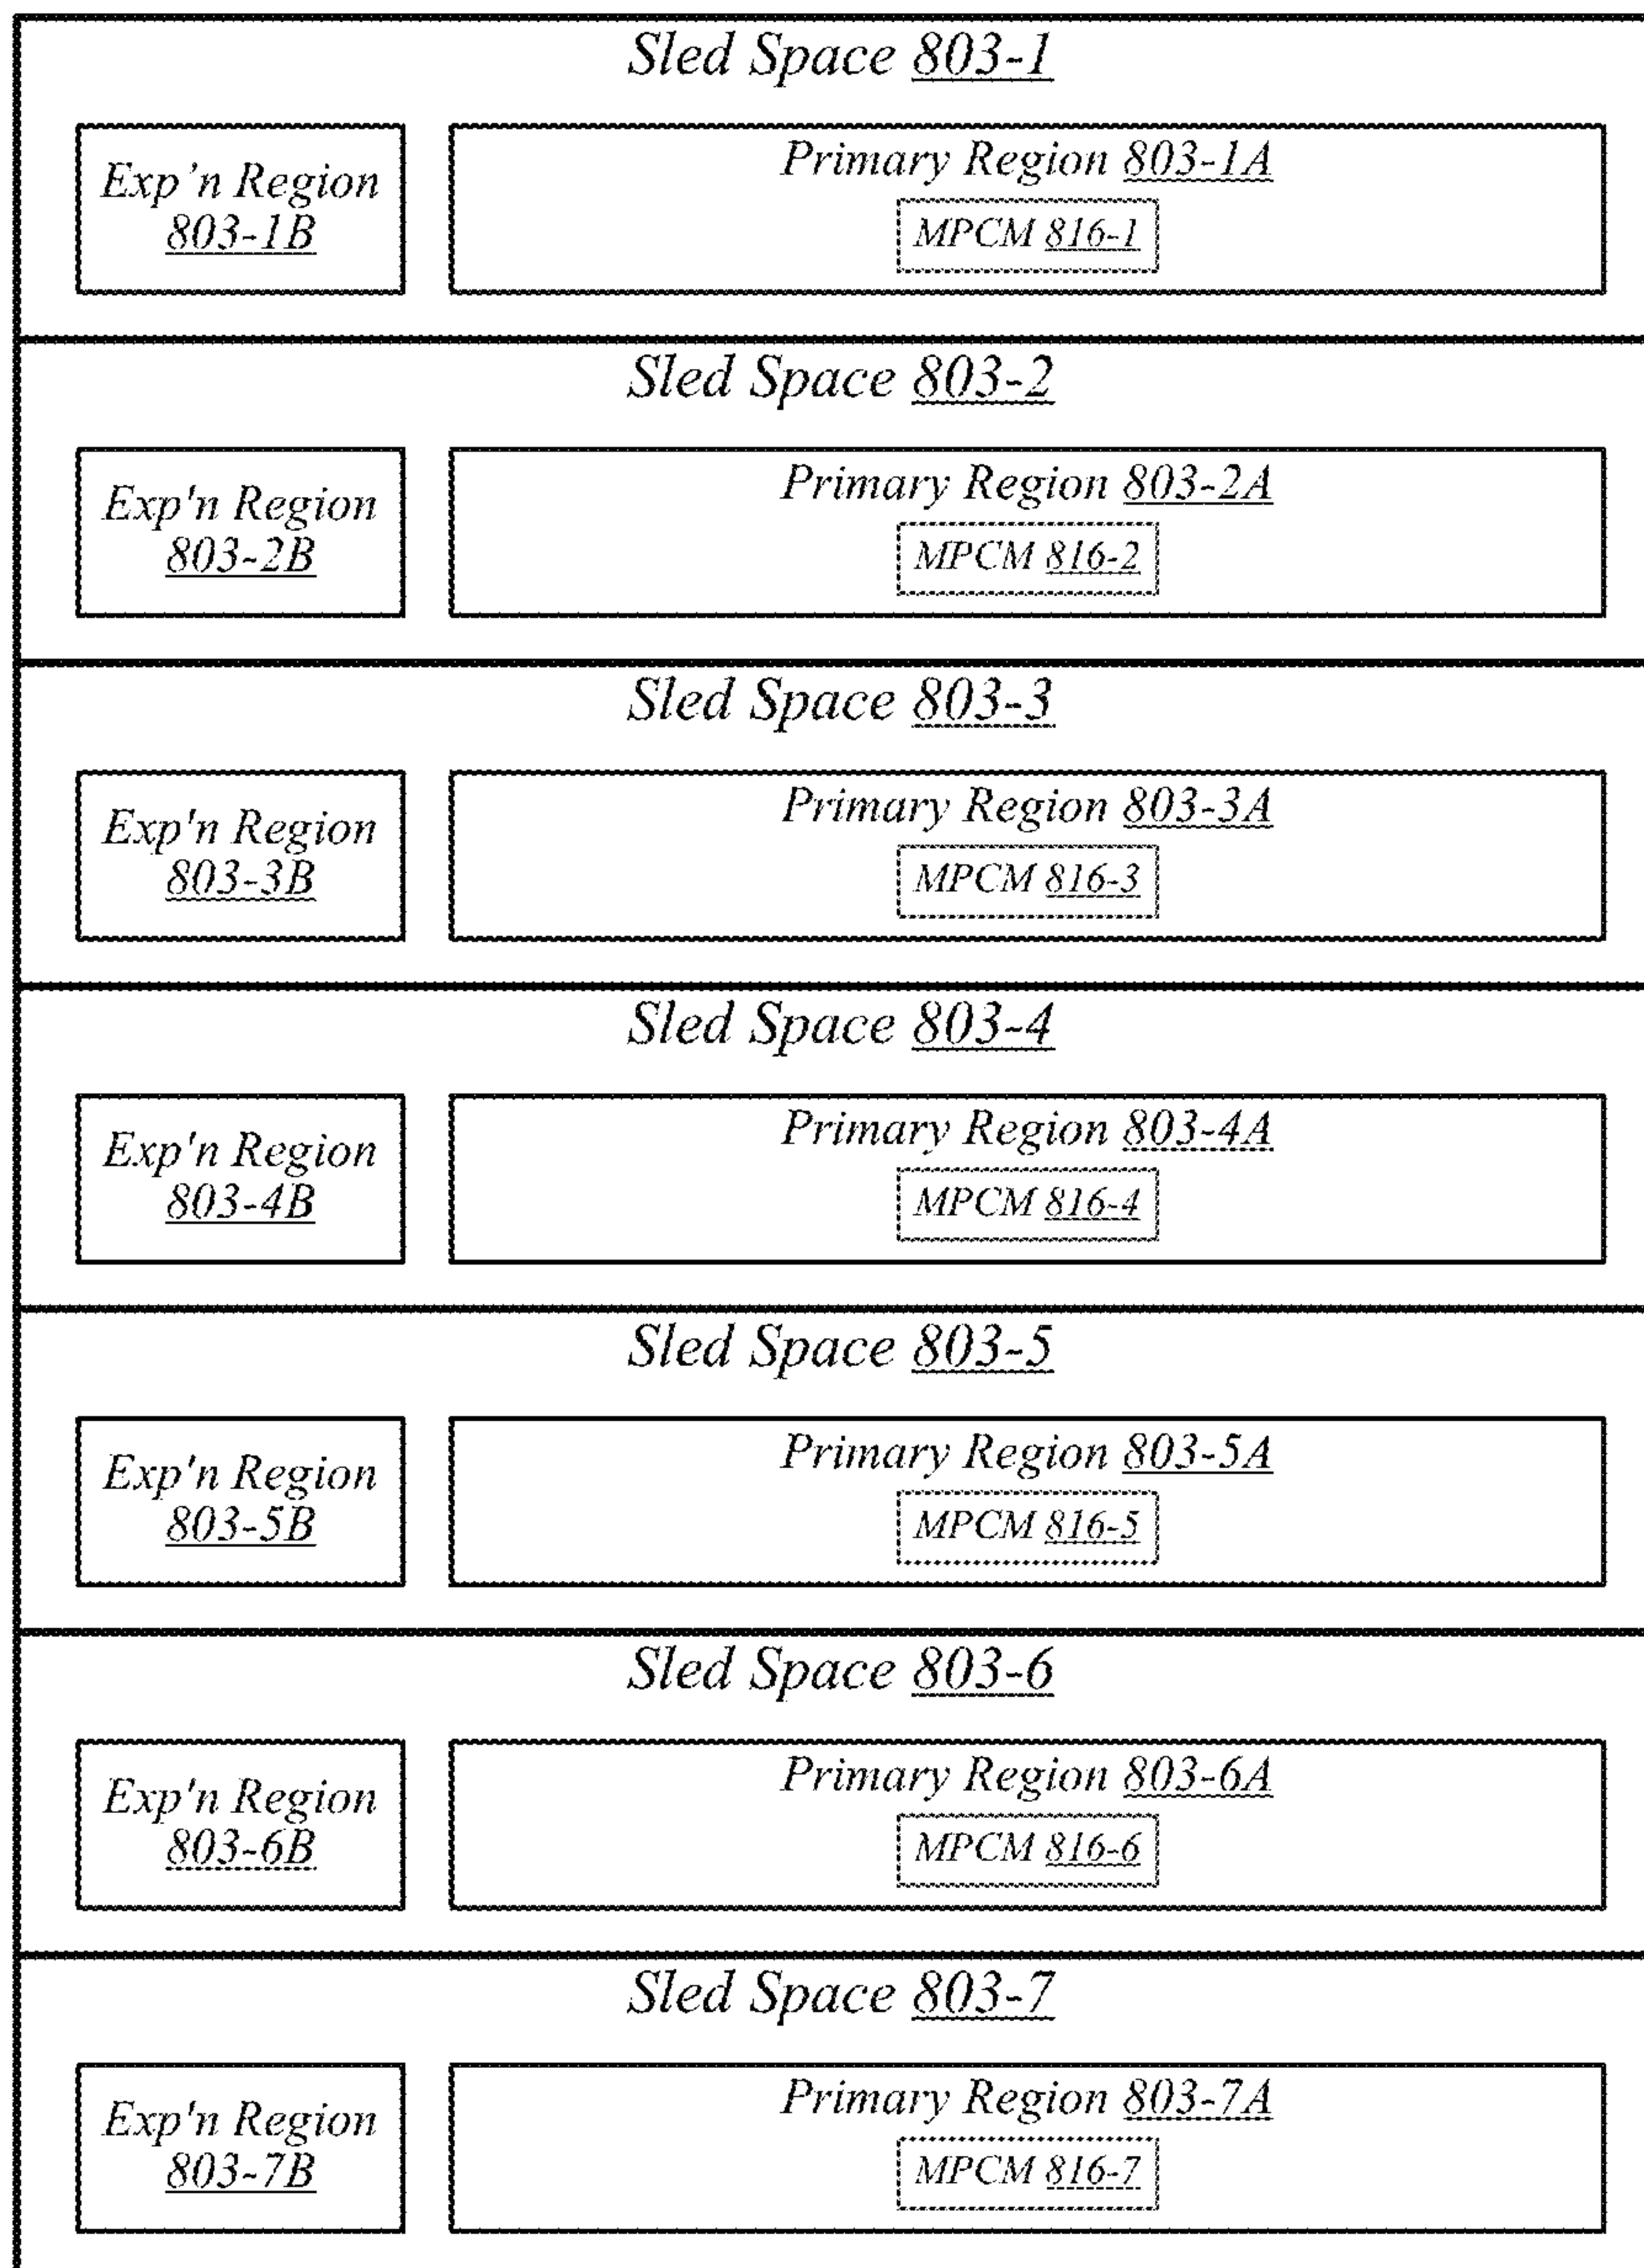 Sled Space 803-1
Exp’n Region
803-1B
Primary Region 803-1A
MPCM 816-1
Sled Space 803-2
Exp'n Region
803-2B
Primary Region 803-2A
MPCM 816-2
Sled Space 803-3
Exp'n Region
803-3B
Primary Region 803-3A
MPCM 816-3
Sled Space 803-4
Exp'n Region
803-4B
Primary Region 803-4A
MPCM 816-4
Sled Space 803-5
Exp'n Region
803-5B
Primary Region 803-5A
MPCM 816-5
Sled Space 803-6
Exp'n Region
803-6B
Primary Region 803-6A
MPCM 816-6
Sled Space 803-7
Exp'n Region
803-7B
Primary Region 803-7A
MPCM 816-7